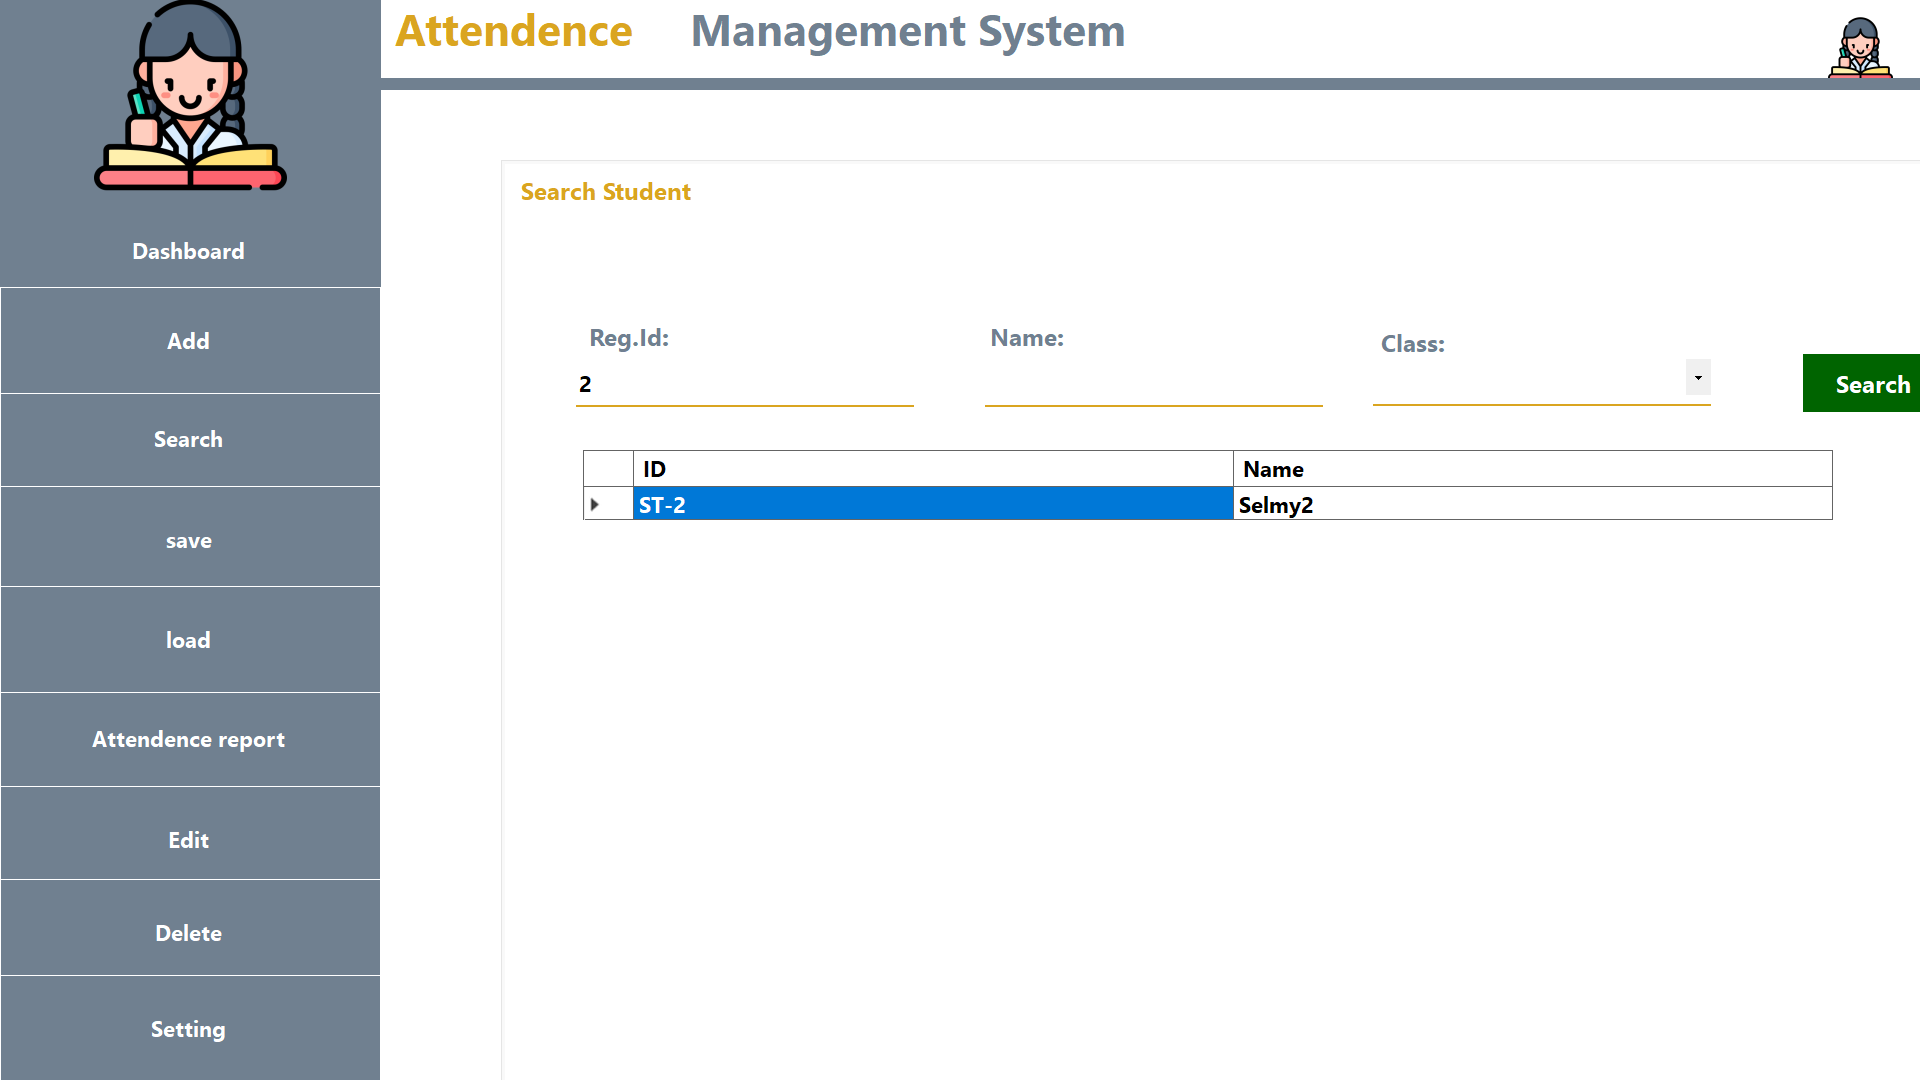 Attendence Management System
Dashboard
Add
Search
save
load
Attendence report
Edit
Delete
Setting
Search Student
Reg.Id: Name: Class:
2
Search
ID Name
ST-2 Selmy2